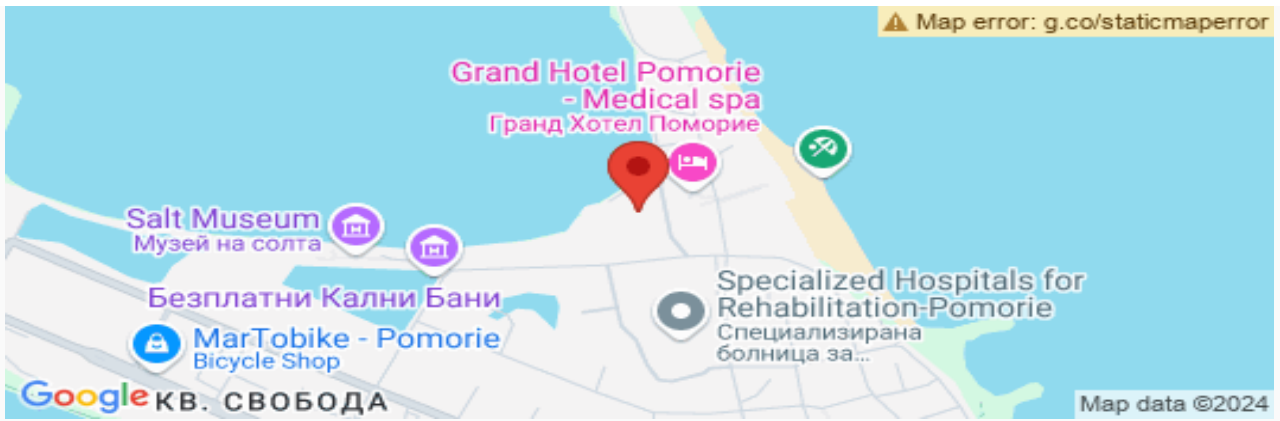 Map error: g.co/staticmaperror
Grand Hotel Pomorie
- Medical spa
Гранд Хотел Поморие
Salt Museum
Музей на солта
Безплатни Кални Бани
Specialized Hospitals for
Rehabilitation-Pomorie
Специализирана
болница за...
MarTobike - Pomorie
Bicycle Shop
Google
КВ. СВОБОДА
Map data ©2024